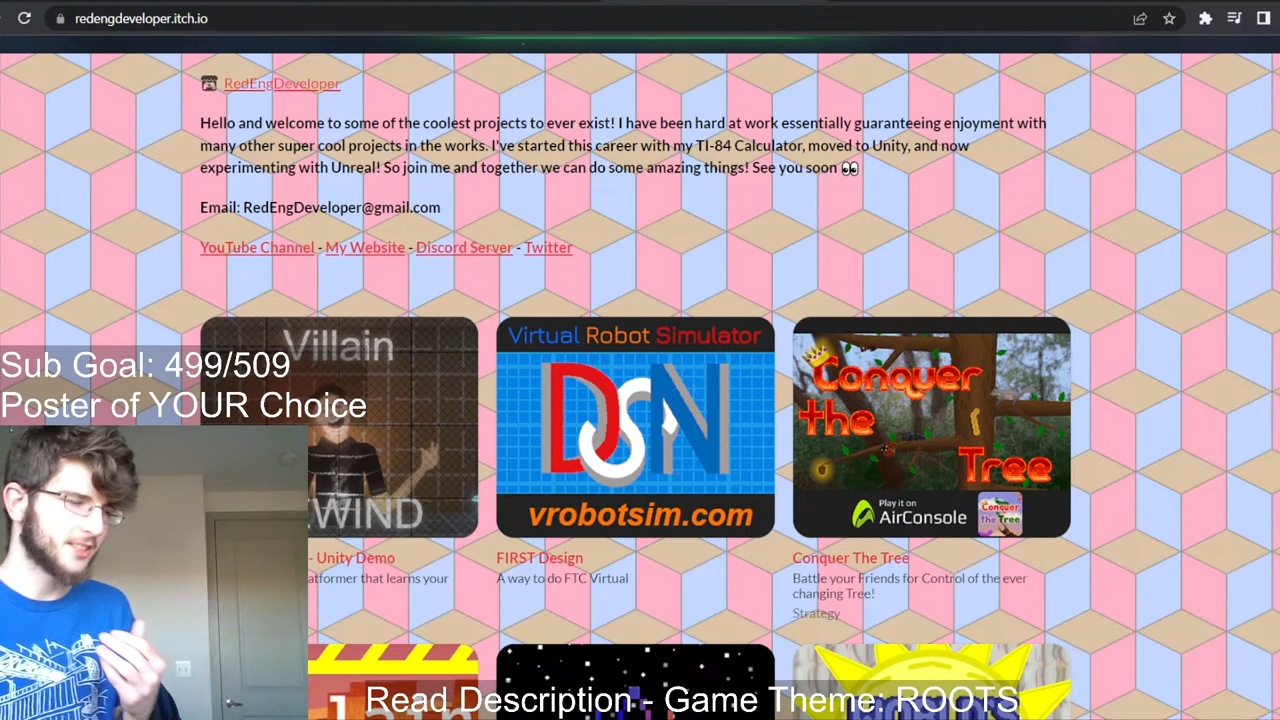 redengdeveloper.itch.io
RedEngDeveloper
Hello and welcome to some of the coolest projects to ever exist! I have been hard at work essentially guaranteeing enjoyment with
many other super cool projects in the works. I've started this career with my TI-84 Calculator, moved to Unity, and now
experimenting with Unreal! So join me and together we can do some amazing things! See you soon 👀
Email: RedEngDeveloper@gmail.com
YouTube Channel - My Website - Discord Server - Twitter
Villain
WIND
Virtual Robot Simulator
DSN
vrobotsim.com
Conquer
the
Tree
Play it on
AirConsole
Conquer
the Tree
Sub Goal: 499/509
Poster of YOUR Choice
- Unity Demo
atformer that learns your
FIRST Design
A way to do FTC Virtual
Conquer The Tree
Battle your Friends for Control of the ever
changing Tree!
Strategy
Read Description - Game Theme: ROOTS